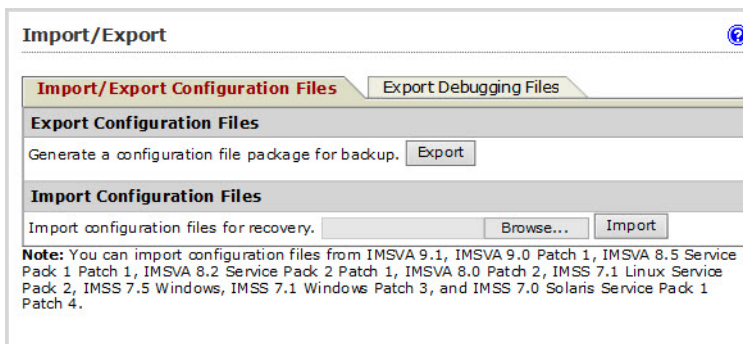 Import/Export
?
Import/Export Configuration Files Export Debugging Files
Export Configuration Files
Generate a configuration file package for backup. Export
Import Configuration Files
Import configuration files for recovery. Browse... Import
Note: You can import configuration files from IMSVA 9.1, IMSVA 9.0 Patch 1, IMSVA 8.5 Service
Pack 1 Patch 1, IMSVA 8.2 Service Pack 2 Patch 1, IMSVA 8.0 Patch 2, IMSS 7.1 Linux Service
Pack 2, IMSS 7.5 Windows, IMSS 7.1 Windows Patch 3, and IMSS 7.0 Solaris Service Pack 1
Patch 4.